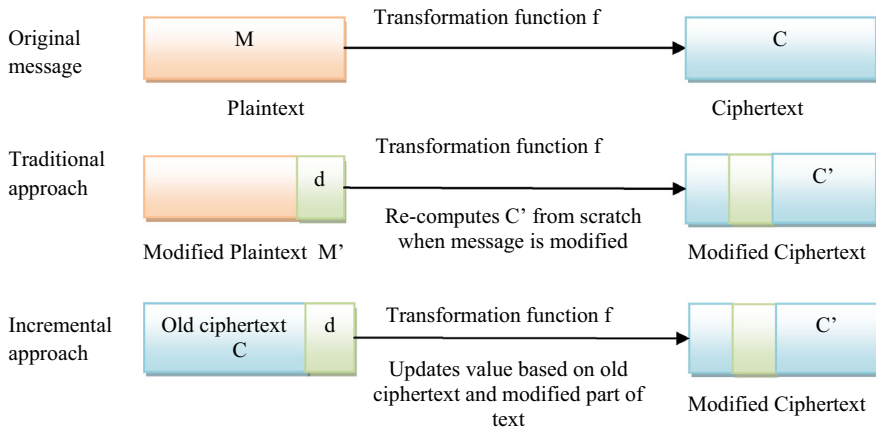 Original
message
M
Transformation function f
C
Plaintext
Ciphertext
Traditional
approach
d
Transformation function f
C’
Re-computes C’ from scratch
when message is modified
Modified Plaintext M’
Modified Ciphertext
Incremental
approach
Old ciphertext
C
d
Transformation function f
C’
Updates value based on old
ciphertext and modified part of
text
Modified Ciphertext